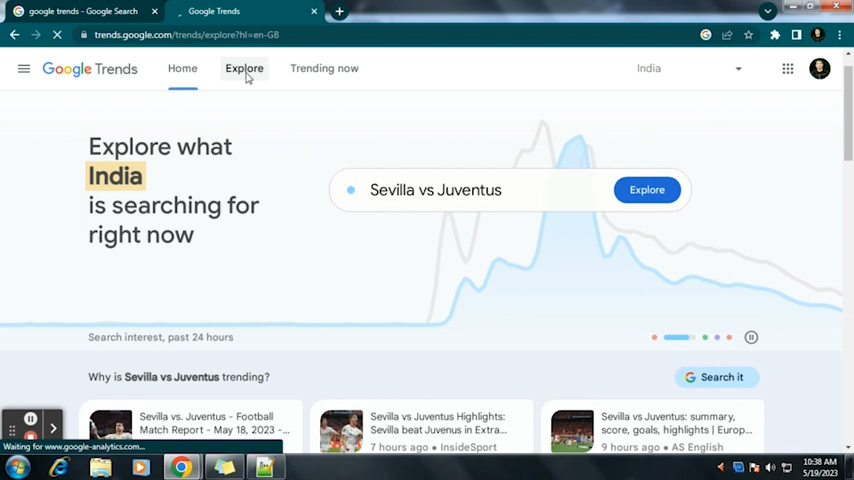 google trends - Google Search
Google Trends
trends.google.com/trends/explore?hl=en-GB
Google Trends
Home
Explore
Trending now
India
Explore what
India
is searching for
right now
Sevilla vs Juventus
Explore
Search interest, past 24 hours
Why is Sevilla vs Juventus trending?
Search it
Sevilla vs. Juventus - Football
Match Report - May 18, 2023 -...
Sevilla vs Juventus Highlights:
Sevilla beat Juvenus in Extra...
7 hours ago • InsideSport
Sevilla vs Juventus: summary,
score, goals, highlights | Europ...
9 hours ago • AS English
Waiting for www.google-analytics.com...
10:38 AM
5/19/2023